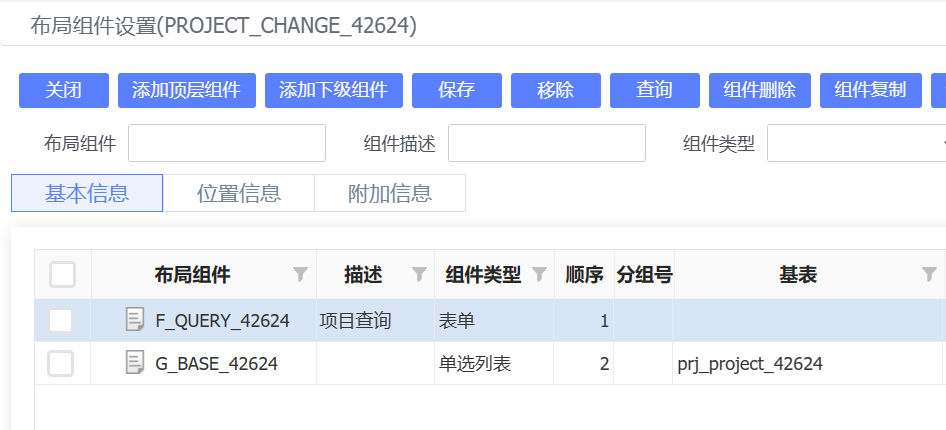 布局组件设置(PROJECT_CHANGE_42624)
关闭 添加顶层组件 添加下级组件 保存 移除 查询 组件删除 组件复制
布局组件 组件描述 组件类型
基本信息 位置信息 附加信息
布局组件 描述 组件类型 顺序 分组号 基表
F_QUERY_42624 项目查询 表单 1
G_BASE_42624 单选列表 2 prj_project_42624